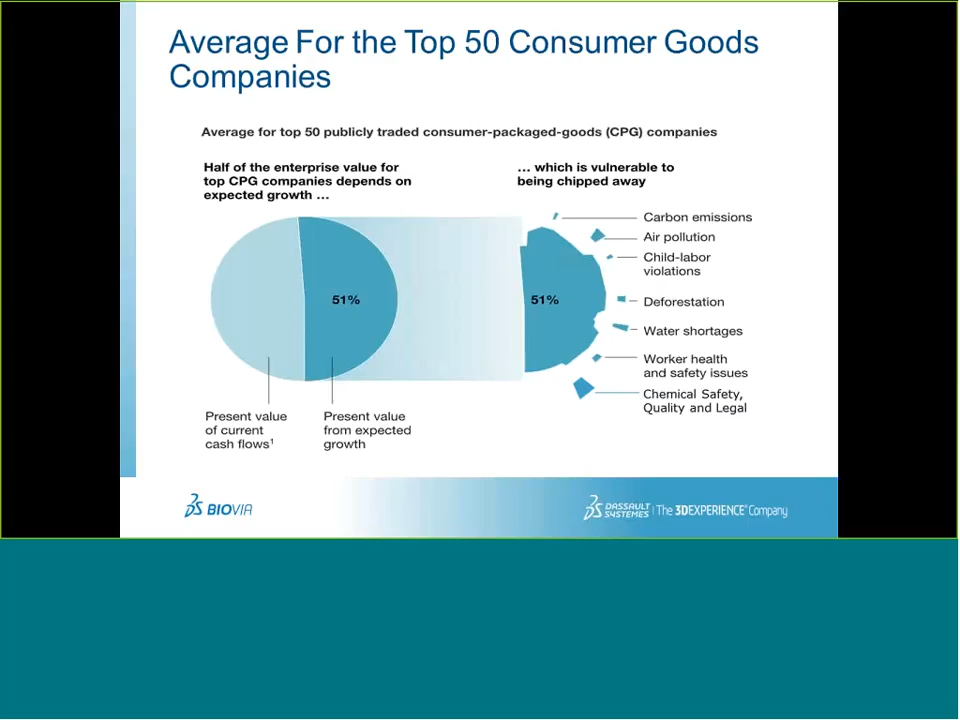 Average For the Top 50 Consumer Goods
Companies
Average for top 50 publicly traded consumer-packaged-goods (CPG) companies
Half of the enterprise value for
top CPG companies depends on
expected growth …
… which is vulnerable to
being chipped away
51%
51%
Carbon emissions
Air pollution
Child-labor
violations
Deforestation
Water shortages
Worker health
and safety issues
Chemical Safety,
Quality and Legal
Present value
of current
cash flows¹
Present value
from expected
growth
3DS BIOVIA
3DS DASSAULT
SYSTEMES | The 3DEXPERIENCE® Company